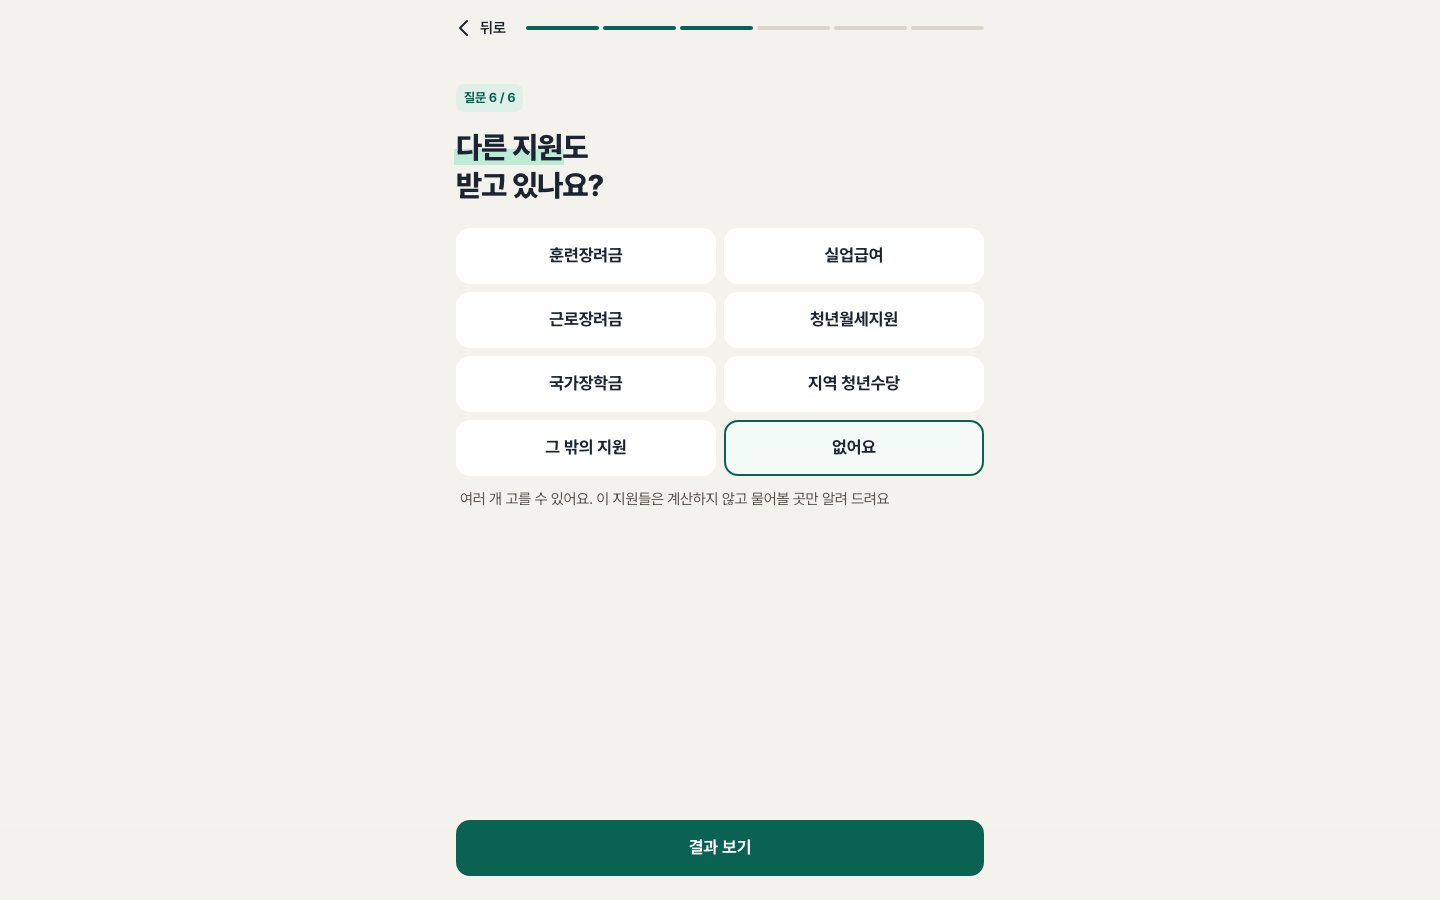 뒤로
질문 6 / 6
다른 지원도
받고 있나요?
훈련장려금
실업급여
근로장려금
청년월세지원
국가장학금
지역 청년수당
그 밖의 지원
없어요
여러 개 고를 수 있어요. 이 지원들은 계산하지 않고 물어볼 곳만 알려 드려요
결과 보기